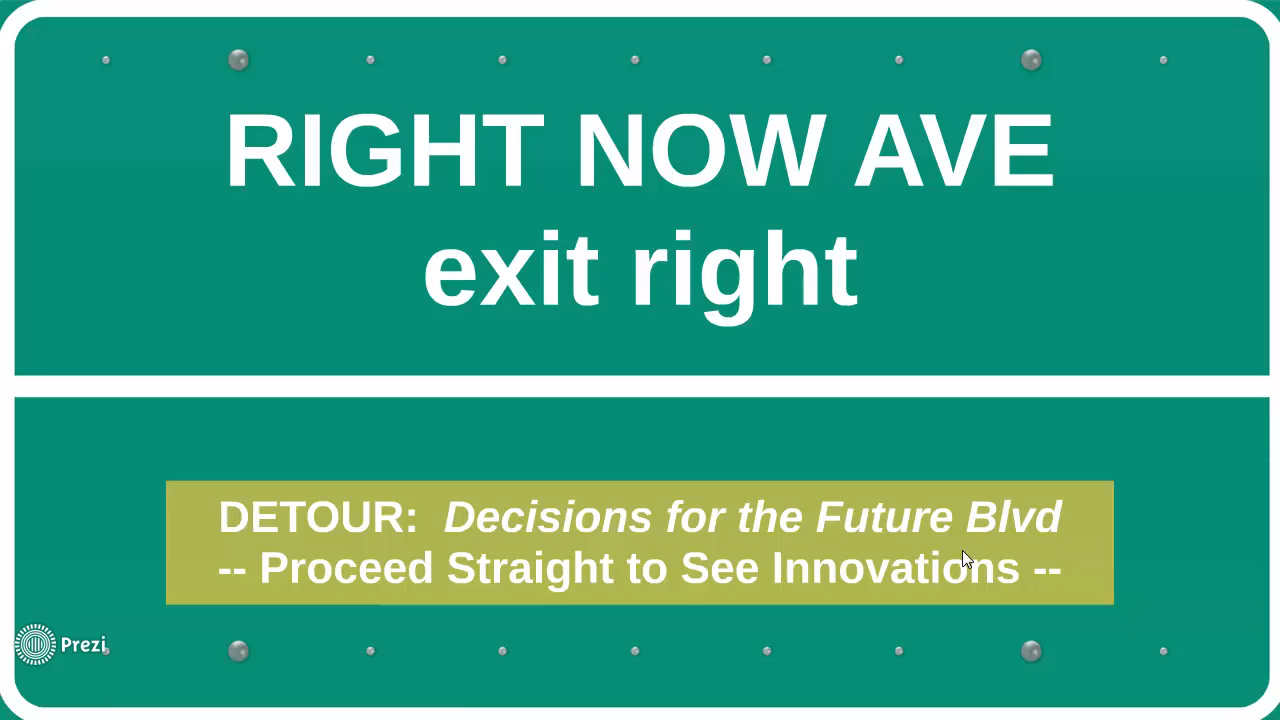 RIGHT NOW AVE
exit right
DETOUR:  Decisions for the Future Blvd
-- Proceed Straight to See Innovations --
Prezi